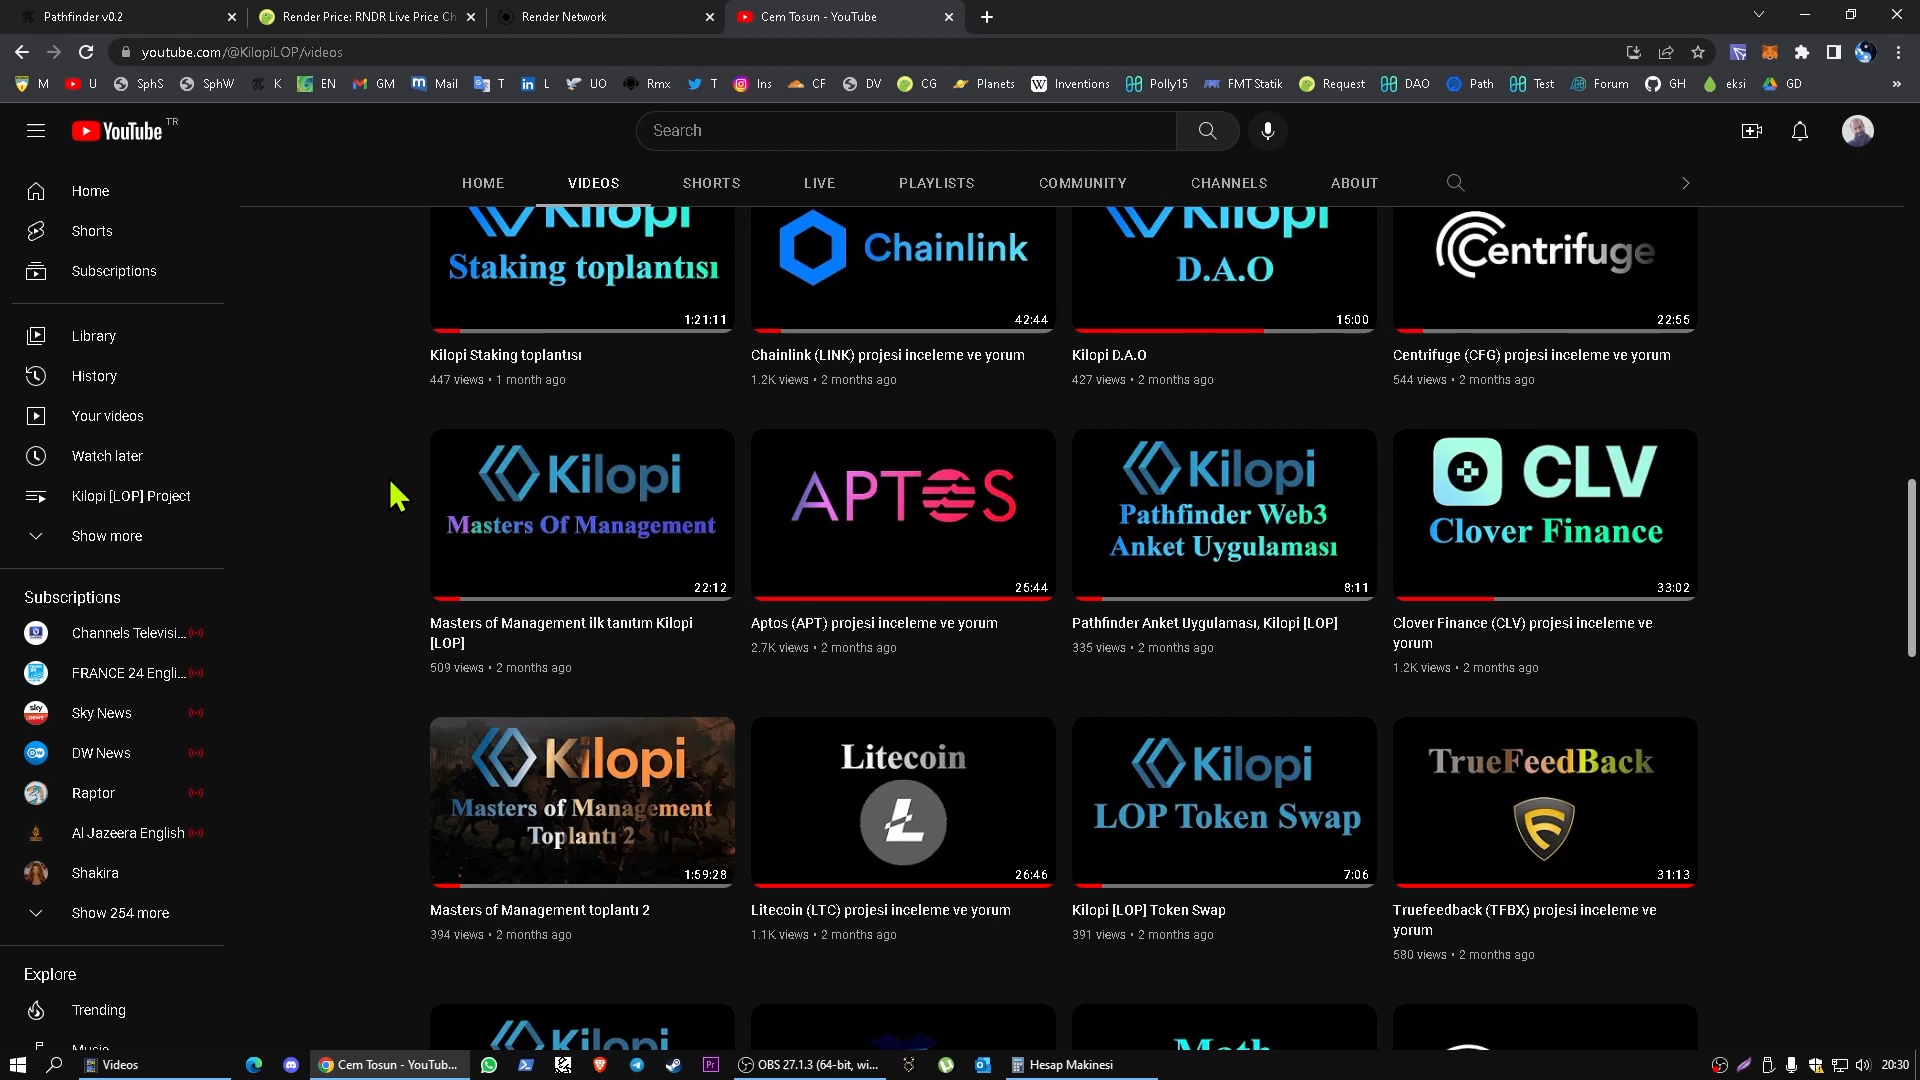 Pathfinder v0.2
Render Price: RNDR Live Price Ch
Render Network
Cem Tosun - YouTube
youtube.com/@KilopiLOP/videos
M U SphS SphW K EN GM Mail T L UO Rmx T Ins CF DV CG Planets Inventions Polly15 FMT Statik Request DAO Path Test Forum GH eksi GD »
YouTube TR
Search
HOME VIDEOS SHORTS LIVE PLAYLISTS COMMUNITY CHANNELS ABOUT
Home
Shorts
Subscriptions
Library
History
Your videos
Watch later
Kilopi [LOP] Project
Show more
Subscriptions
Channels Televisi...
FRANCE 24 Engli...
Sky News
DW News
Raptor
Al Jazeera English
Shakira
Show 254 more
Explore
Trending
Music
Kilopi
Staking toplantısı
1:21:11
Kilopi Staking toplantısı
447 views • 1 month ago
Chainlink
42:44
Chainlink (LINK) projesi inceleme ve yorum
1.2K views • 2 months ago
Kilopi
D.A.O
15:00
Kilopi D.A.O
427 views • 2 months ago
Centrifuge
22:55
Centrifuge (CFG) projesi inceleme ve yorum
544 views • 2 months ago
Kilopi
Masters Of Management
22:12
Masters of Management ilk tanıtım Kilopi
[LOP]
509 views • 2 months ago
APTOS
25:44
Aptos (APT) projesi inceleme ve yorum
2.7K views • 2 months ago
Kilopi
Pathfinder Web3
Anket Uygulaması
8:11
Pathfinder Anket Uygulaması, Kilopi [LOP]
335 views • 2 months ago
CLV
Clover Finance
33:02
Clover Finance (CLV) projesi inceleme ve
yorum
1.2K views • 2 months ago
Kilopi
Masters of Management
Toplantı 2
1:59:28
Masters of Management toplantı 2
394 views • 2 months ago
Litecoin
26:46
Litecoin (LTC) projesi inceleme ve yorum
1.1K views • 2 months ago
Kilopi
LOP Token Swap
7:06
Kilopi [LOP] Token Swap
391 views • 2 months ago
TrueFeedBack
31:13
Truefeedback (TFBX) projesi inceleme ve
yorum
580 views • 2 months ago
Kilopi
Math
Videos
Cem Tosun - YouTub...
OBS 27.1.3 (64-bit, wi...
Hesap Makinesi
20:30